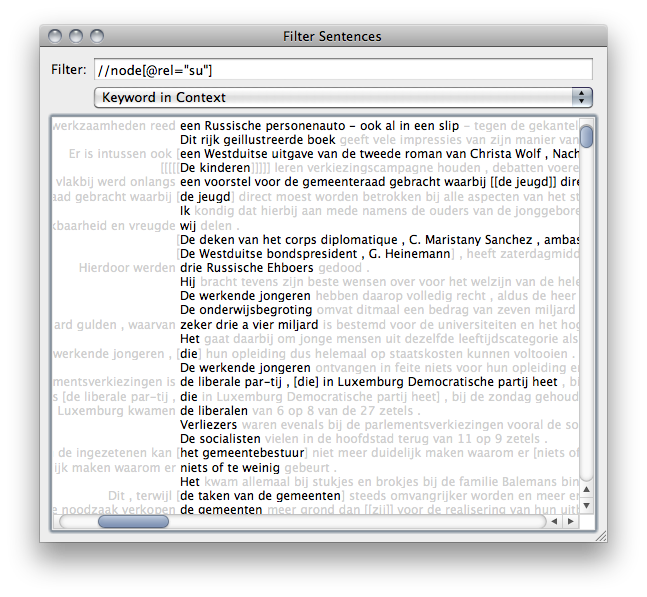 Filter Sentences
Filter: //node[@rel="su"]
Keyword in Context
werkzaamheden reed een Russische personenauto - ook al in een slip - tegen de gekantel
Dit rijk geillustreerde boek geeft vele impressies van zijn manier van
Er is intussen ook [een Westduitse uitgave van de tweede roman van Christa Wolf , Nach
[[[[[De kinderen]]]]] leren verkiezingscampagne houden , debatten voere
vlakbij werd onlangs een voorstel voor de gemeenteraad gebracht waarbij [[de jeugd]] dire
ad gebracht waarbij [de jeugd] direct moest worden betrokken bij alle aspecten van het st
Ik kondig dat hierbij aan mede namens de ouders van de jonggebore
kbaarheid en vreugde wij delen .
[De deken van het corps diplomatique , C. Maristany Sanchez , ambas
[De Westduitse bondspresident , G. Heinemann] , heeft zaterdagmidd
Hierdoor werden drie Russische Ehboers gedood .
Hij bracht tevens zijn beste wensen over voor het welzijn van de hele
De werkende jongeren hebben daarop volledig recht , aldus de heer
De onderwijsbegroting omvat ditmaal een bedrag van zeven miljard
ard gulden , waarvan zeker drie a vier miljard is bestemd voor de universiteiten en het hog
Het gaat daarbij om jonge mensen uit dezelfde leeftijdscategorie als
werkende jongeren , [die] hun opleiding dus helemaal op staatskosten kunnen voltooien .
De werkende jongeren ontvangen in feite niets voor hun opleiding en
mentsverkiezingen is de liberale par-tij , [die] in Luxemburg Democratische partij heet , bi
s [de liberale par-tij , die in Luxemburg Democratische partij heet] , bij de zondag gehoud
Luxemburg kwamen de liberalen van 6 op 8 van de 27 zetels .
Verliezers waren evenals bij de parlementsverkiezingen vooral de so
De socialisten vielen in de hoofdstad terug van 11 op 9 zetels .
de ingezetenen kan [het gemeentebestuur] niet meer duidelijk maken waarom er [niets of
ijk maken waarom er niets of te weinig gebeurt .
Het kwam allemaal bij stukjes en brokjes bij de familie Balemans bin
Dit , terwijl [de taken van de gemeenten] steeds omvangrijker worden en meer en
e noodzaak verkopen de gemeenten meer grond dan [[zij]] voor de realisering van hun uith